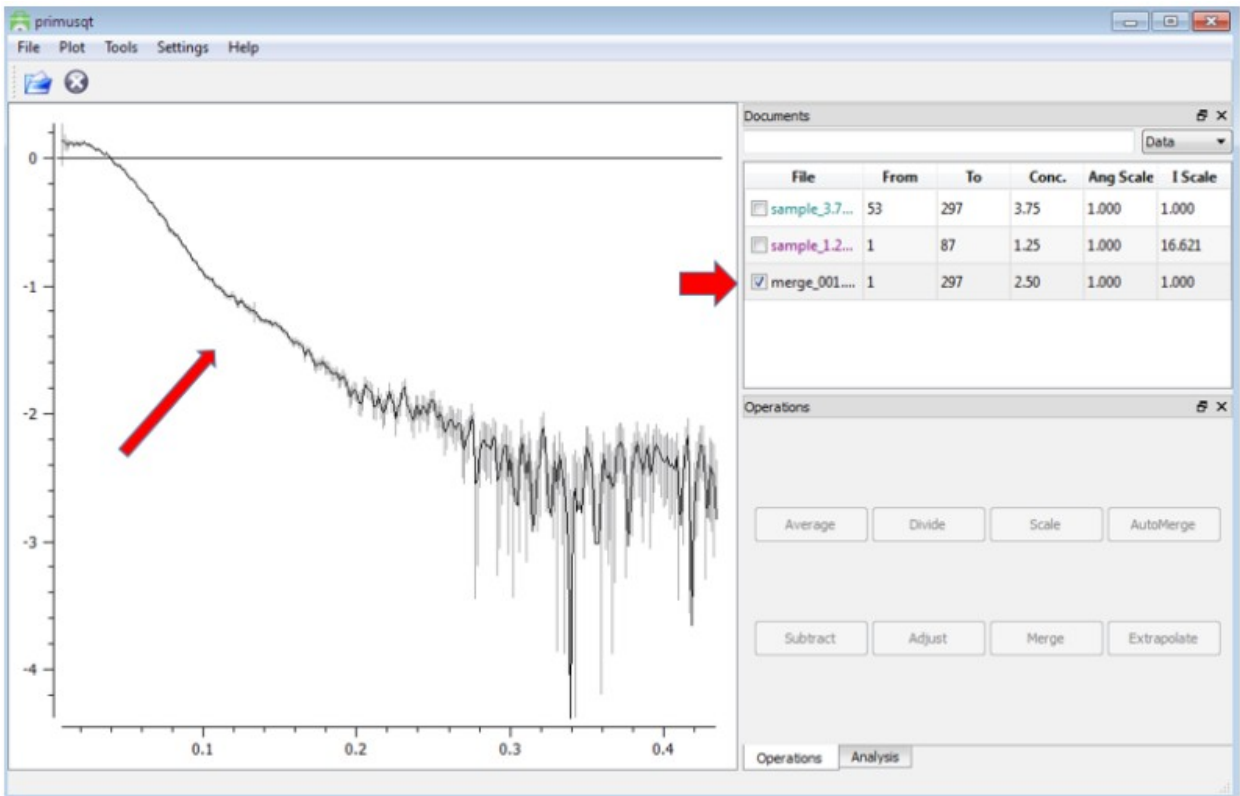 primusqt
File Plot Tools Settings Help
Documents
Data
File From To Conc. Ang Scale I Scale
sample_3.7... 53 297 3.75 1.000 1.000
sample_1.2... 1 87 1.25 1.000 16.621
merge_001.... 1 297 2.50 1.000 1.000
Operations
Average Divide Scale AutoMerge
Subtract Adjust Merge Extrapolate
Operations Analysis
0
-1
-2
-3
-4
0.1 0.2 0.3 0.4